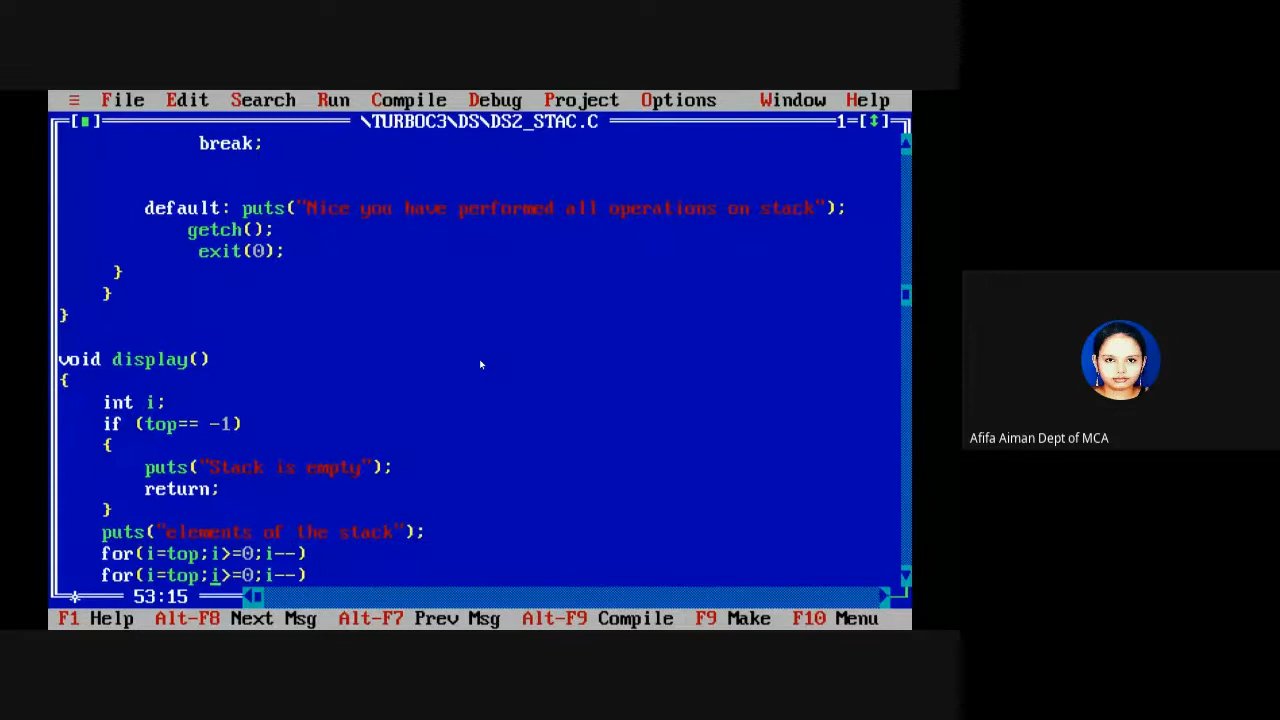 ≡ File Edit Search Run Compile Debug Project Options Window Help
[■] \TURBOC3\DS\DS2_STAC.C 1=[↕]
break;
default: puts("Nice you have performed all operations on stack");
getch();
exit(0);
}
}
}
void display()
{
int i;
if (top== -1)
{
puts("Stack is empty");
return;
}
puts("elements of the stack");
for(i=top;i>=0;i--)
for(i=top;i>=0;i--)
53:15
F1 Help Alt-F8 Next Msg Alt-F7 Prev Msg Alt-F9 Compile F9 Make F10 Menu
Afifa Aiman Dept of MCA